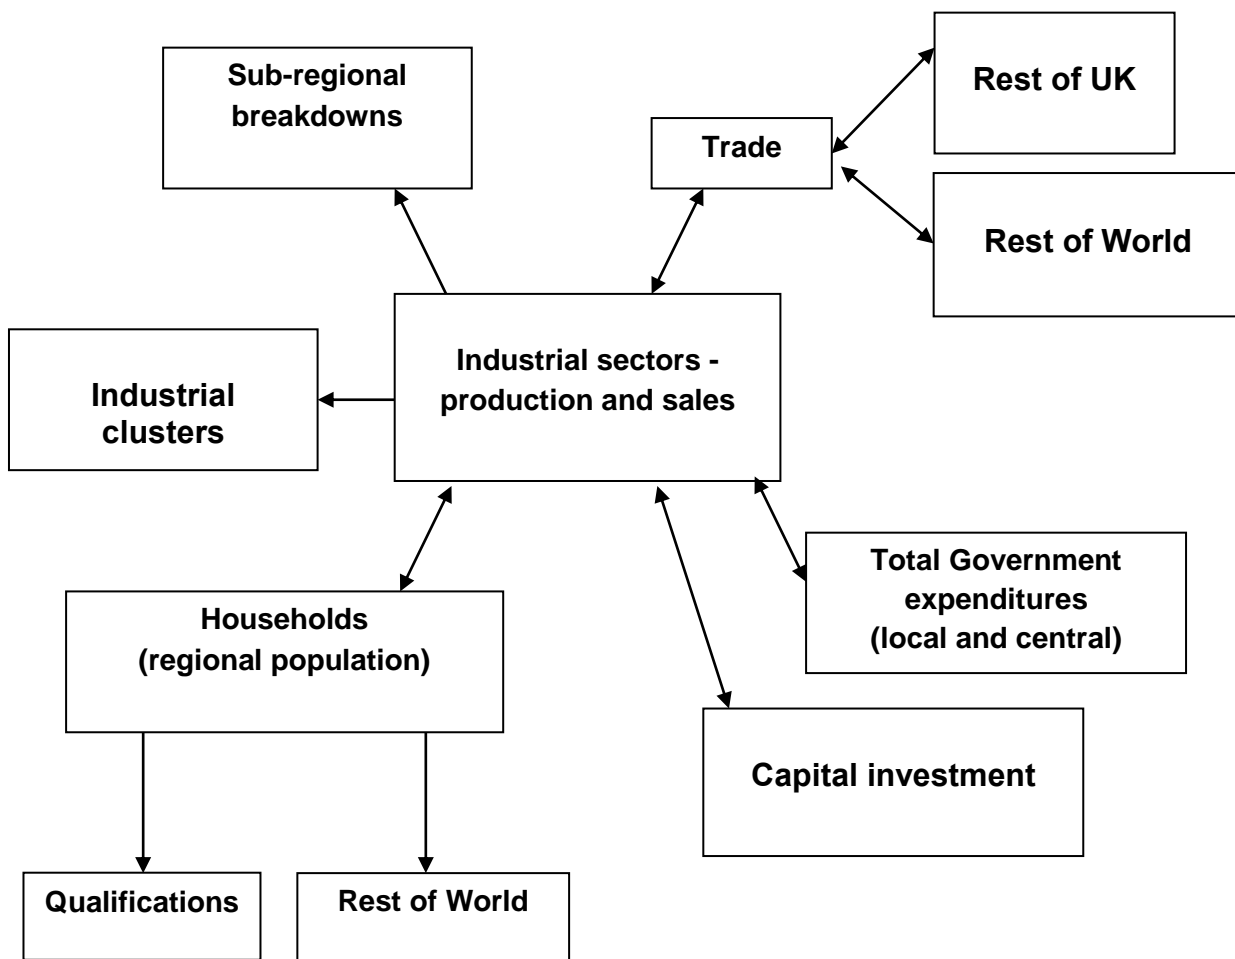 Sub-regional
breakdowns
Trade
Rest of UK
Rest of World
Industrial sectors -
production and sales
Industrial
clusters
Total Government
expenditures
(local and central)
Households
(regional population)
Capital investment
Qualifications
Rest of World